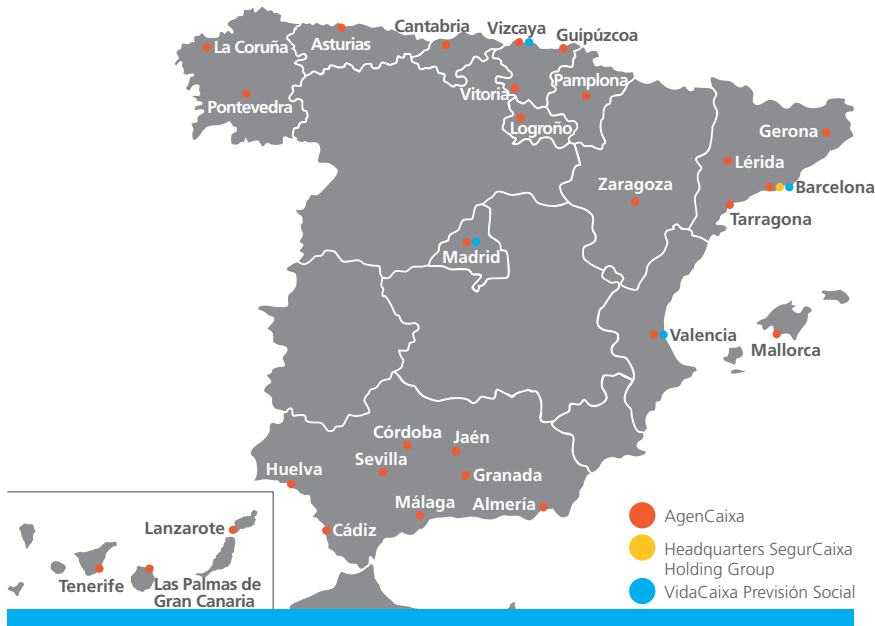 Cantabria
Vizcaya
Guipúzcoa
La Coruña
Asturias
Pontevedra
Vitoria
Pamplona
Logroño
Gerona
Lérida
Zaragoza
Barcelona
Tarragona
Madrid
Valencia
Mallorca
Córdoba
Jaén
Huelva
Sevilla
Granada
Málaga
Almería
Cádiz
Lanzarote
Tenerife
Las Palmas de
Gran Canaria
AgenCaixa
Headquarters SegurCaixa
Holding Group
VidaCaixa Previsión Social